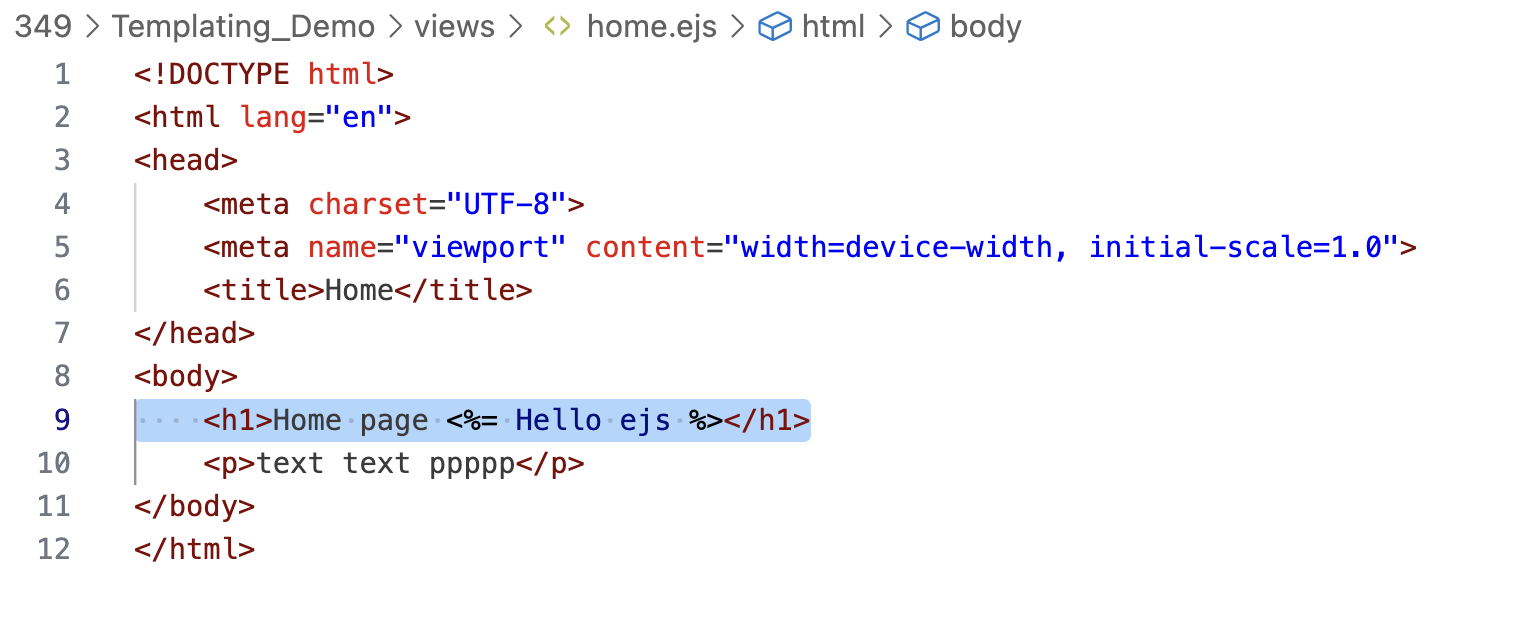 349 > Templating_Demo > views > <> home.ejs > html > body
1 <!DOCTYPE html>
2 <html lang="en">
3 <head>
4     <meta charset="UTF-8">
5     <meta name="viewport" content="width=device-width, initial-scale=1.0">
6     <title>Home</title>
7 </head>
8 <body>
9     <h1>Home page <%= Hello ejs %></h1>
10     <p>text text ppppp</p>
11 </body>
12 </html>